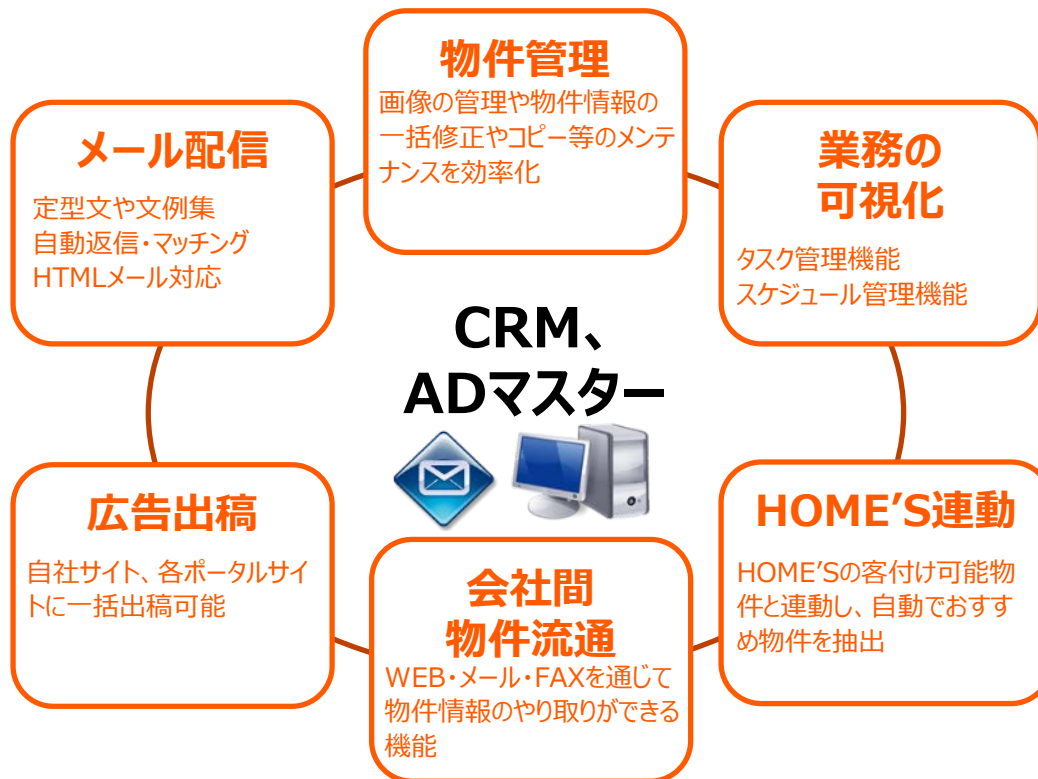 物件管理
画像の管理や物件情報の
一括修正やコピー等のメンテ
ナンスを効率化
メール配信
定型文や文例集
自動返信・マッチング
HTMLメール対応
業務の
可視化
タスク管理機能
スケジュール管理機能
CRM、
ADマスター
広告出稿
自社サイト、各ポータルサイ
トに一括出稿可能
会社間
物件流通
WEB・メール・FAXを通じて
物件情報のやり取りができる
機能
HOME’S連動
HOME’Sの客付け可能物
件と連動し、自動でおすす
め物件を抽出